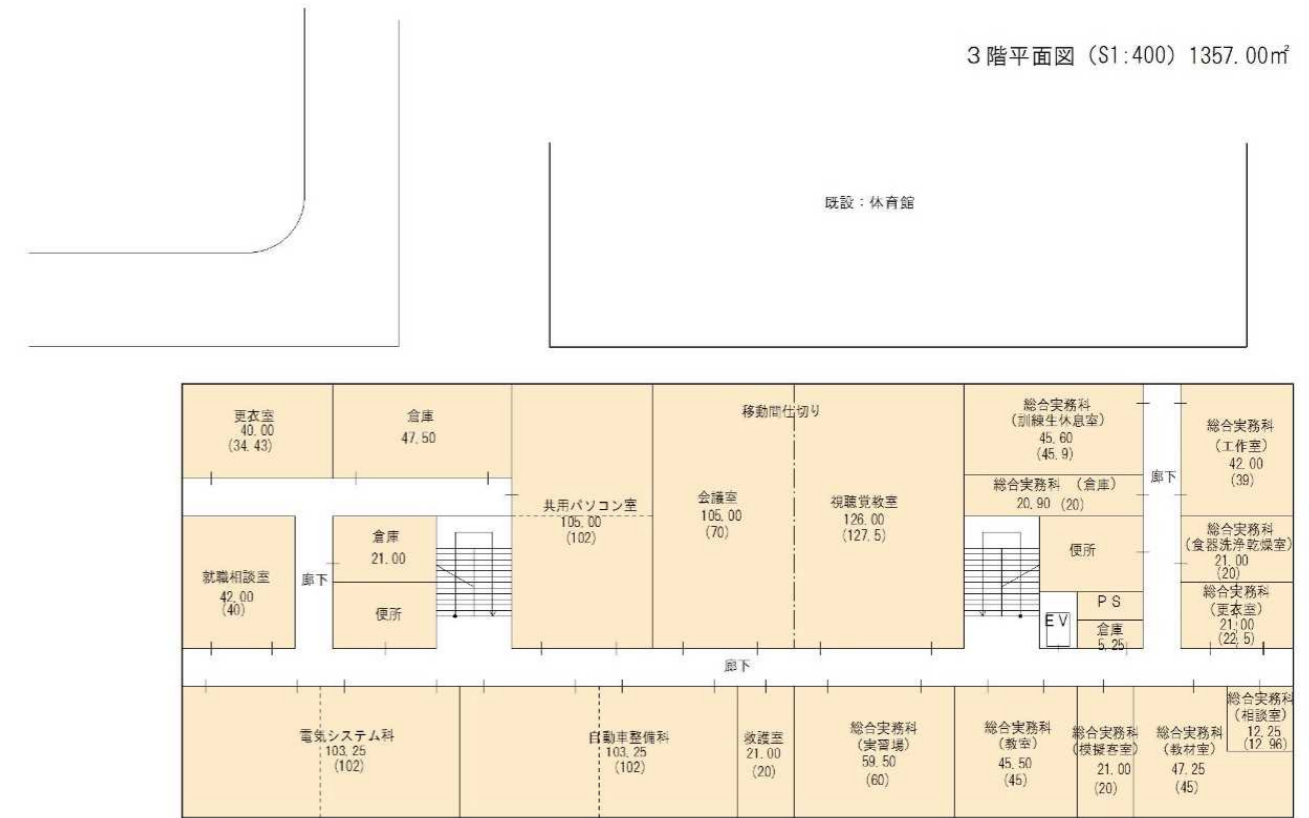 3階平面図 (S1:400) 1357.00㎡
既設：体育館
更衣室
40.00
(34.43)
倉庫
47.50
共用パソコン室
105.00
(102)
移動間仕切り
会議室
105.00
(70)
視聴覚教室
126.00
(127.5)
総合実務科
(訓練生休息室)
45.60
(45.9)
総合実務科 (倉庫)
20.90 (20)
廊下
総合実務科
(工作室)
42.00
(39)
就職相談室
42.00
(40)
廊下
倉庫
21.00
便所
便所
PS
EV
倉庫
5.25
総合実務科
(食器洗浄乾燥室)
21.00
(20)
総合実務科
(更衣室)
21.00
(22.5)
廊下
電気システム科
103.25
(102)
自動車整備科
103.25
(102)
救護室
21.00
(20)
総合実務科
(実習場)
59.50
(60)
総合実務科
(教室)
45.50
(45)
総合実務科
(模擬客室)
21.00
(20)
総合実務科
(教材室)
47.25
(45)
総合実務科
(相談室)
12.25
(12.96)